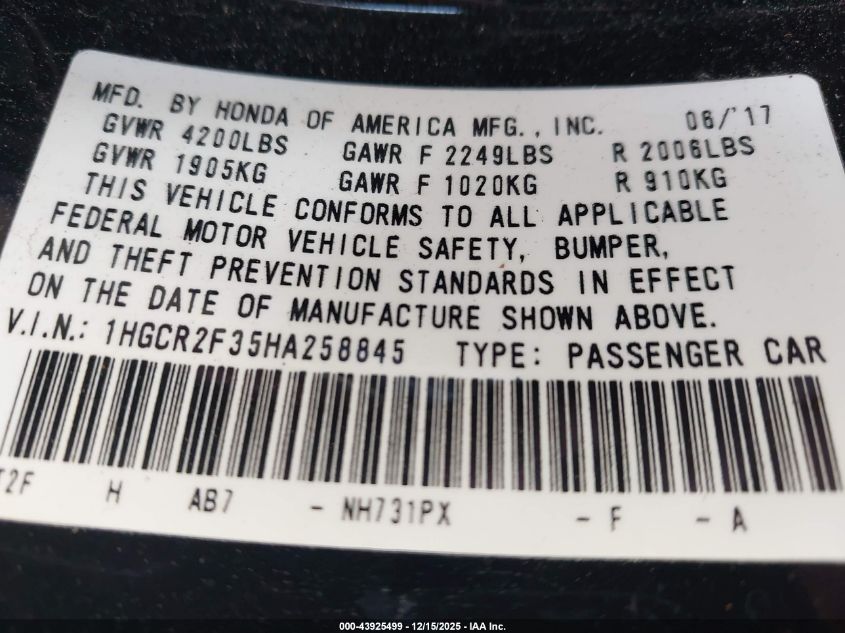 MFD. BY HONDA OF AMERICA MFG., INC. 06/'17
GVWR 4200LBS GAWR F 2249LBS R 2006LBS
GVWR 1905KG GAWR F 1020KG R 910KG
THIS VEHICLE CONFORMS TO ALL APPLICABLE
FEDERAL MOTOR VEHICLE SAFETY, BUMPER,
AND THEFT PREVENTION STANDARDS IN EFFECT
ON THE DATE OF MANUFACTURE SHOWN ABOVE.
V.I.N.: 1HGCR2F35HA258845 TYPE: PASSENGER CAR
T2F H AB7 - NH731PX - F - A
000-43925499 - 12/15/2025 - IAA Inc.